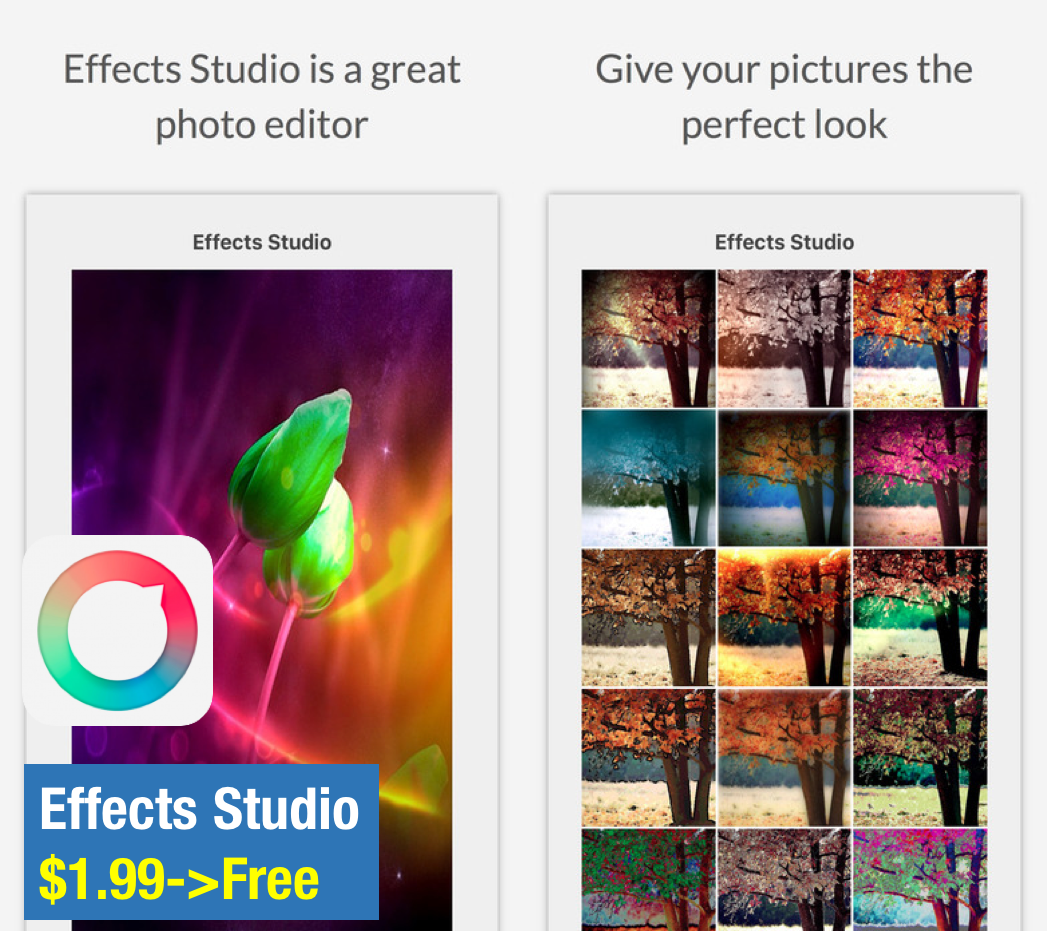 Effects Studio is a great
photo editor
Effects Studio
Effects Studio
$1.99->Free
Give your pictures the
perfect look
Effects Studio